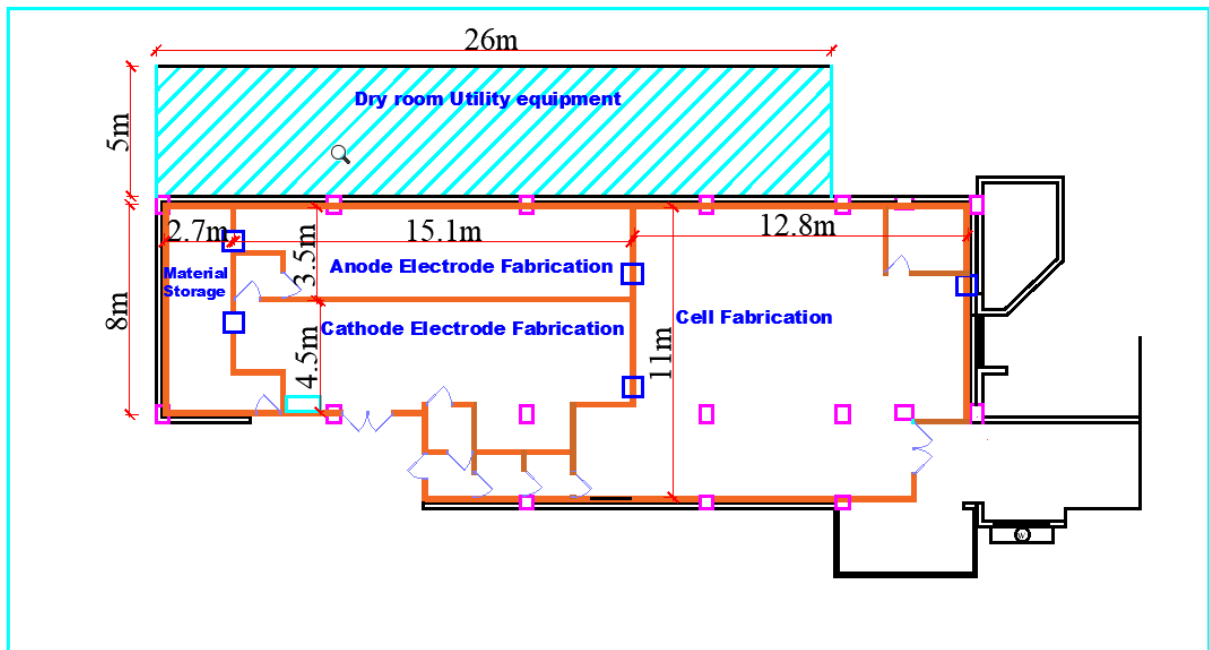 26m
Dry room Utility equipment
5m
2.7m
15.1m
12.8m
3.5m
Anode Electrode Fabrication
Material
Storage
8m
Cathode Electrode Fabrication
Cell Fabrication
4.5m
11m
W